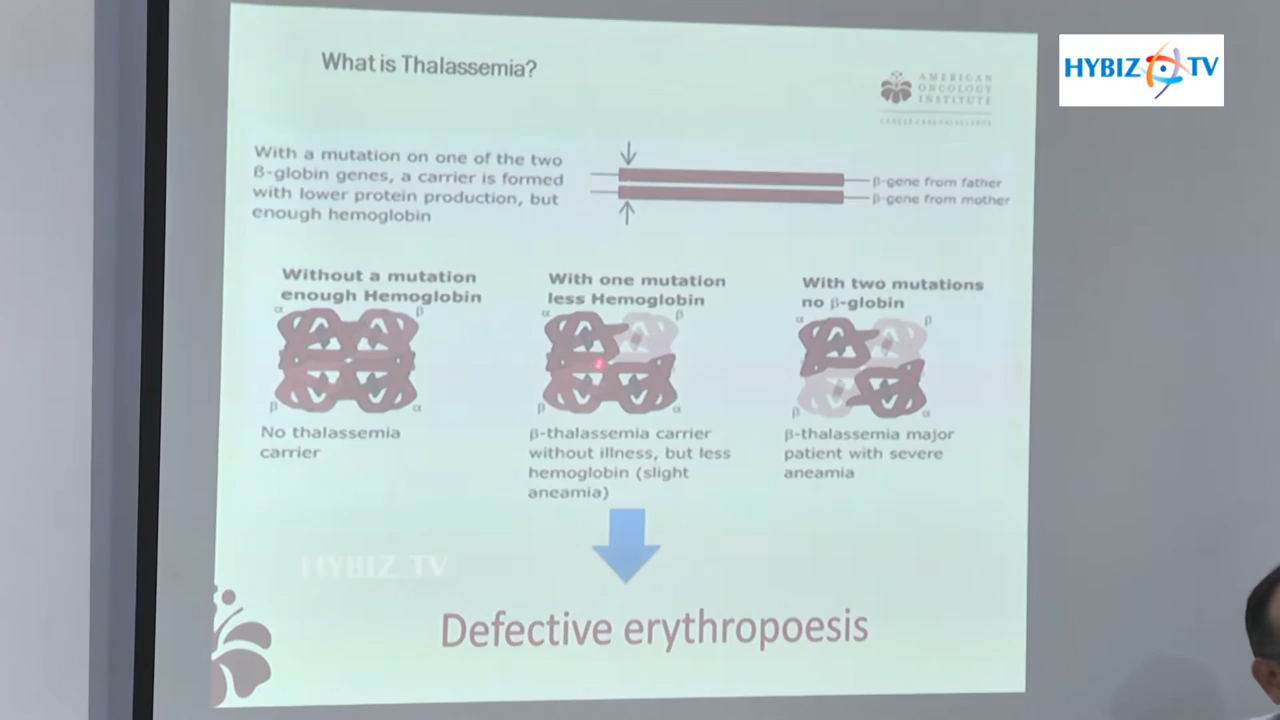 What is Thalassemia?
HYBIZ TV
AMERICAN
ONCOLOGY
INSTITUTE
With a mutation on one of the two
ß-globin genes, a carrier is formed
with lower protein production, but
enough hemoglobin
β-gene from father
β-gene from mother
Without a mutation
enough Hemoglobin
α β
β α
No thalassemia
carrier
With one mutation
less Hemoglobin
α β
β α
β-thalassemia carrier
without illness, but less
hemoglobin (slight
aneamia)
With two mutations
no β-globin
α β
β α
β-thalassemia major
patient with severe
aneamia
HYBIZ TV
Defective erythropoesis